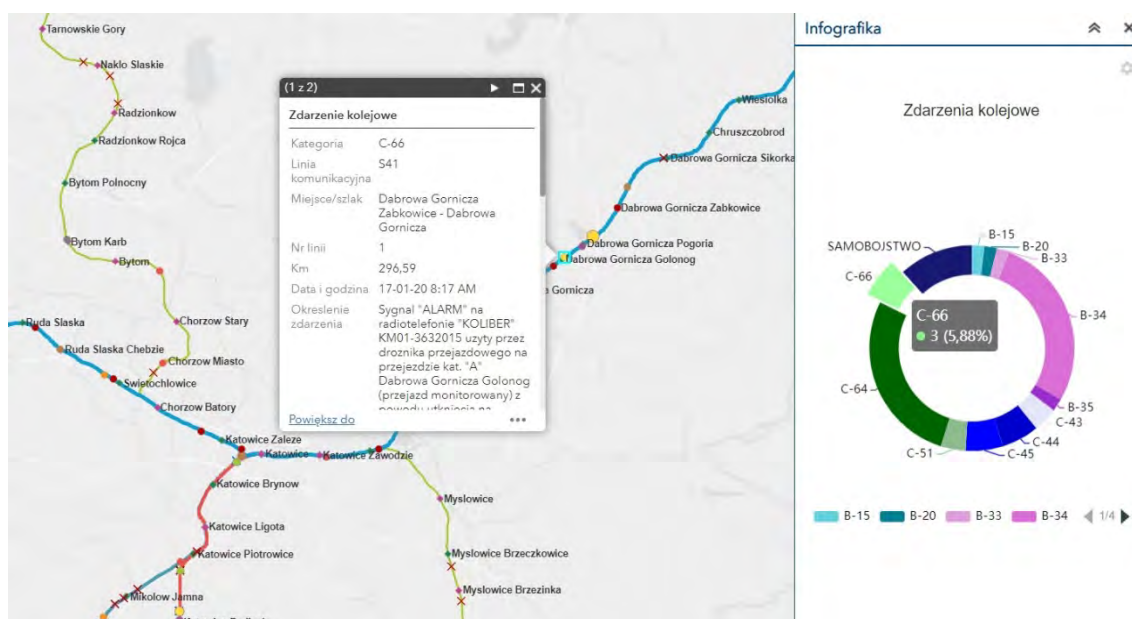 Tarnowskie Gory
Naklo Slaskie
Radzionkow
Radzionkow Rojca
Bytom Polnocny
Bytom Karb
Bytom
Chorzow Stary
Ruda Slaska
Ruda Slaska Chebzie
Chorzow Miasto
Swietochlowice
Chorzow Batory
Katowice Zaleze
Katowice
Katowice Zawodzie
Katowice Brynow
Katowice Ligota
Katowice Piotrowice
Mikolow Jamna
Myslowice
Myslowice Brzeczkowice
Myslowice Brzezinka
Wiesiolka
Chruszczobrod
Dabrowa Gornicza Sikorka
Dabrowa Gornicza Zabkowice
Dabrowa Gornicza Pogoria
Dabrowa Gornicza Golonog
a Gornicza
(1 z 2)
Zdarzenie kolejowe
Kategoria C-66
Linia S41
komunikacyjna
Miejsce/szlak Dabrowa Gornicza
Zabkowice - Dabrowa
Gornicza
Nr linii 1
Km 296,59
Data i godzina 17-01-20 8:17 AM
Okreslenie Sygnal "ALARM" na
zdarzenia radiotelefonie "KOLIBER"
KM01-3632015 uzyty przez
droznika przejazdowego na
przejezdzie kat. "A"
Dabrowa Gornicza Golonog
(przejazd monitorowany) z
powodu utkniecia na
Powiększ do
Infografika
Zdarzenia kolejowe
SAMOBOJSTWO
B-15
B-20
B-33
C-66
C-66
3 (5,88%)
B-34
C-64
B-35
C-43
C-44
C-51
C-45
B-15 B-20 B-33 B-34 1/4